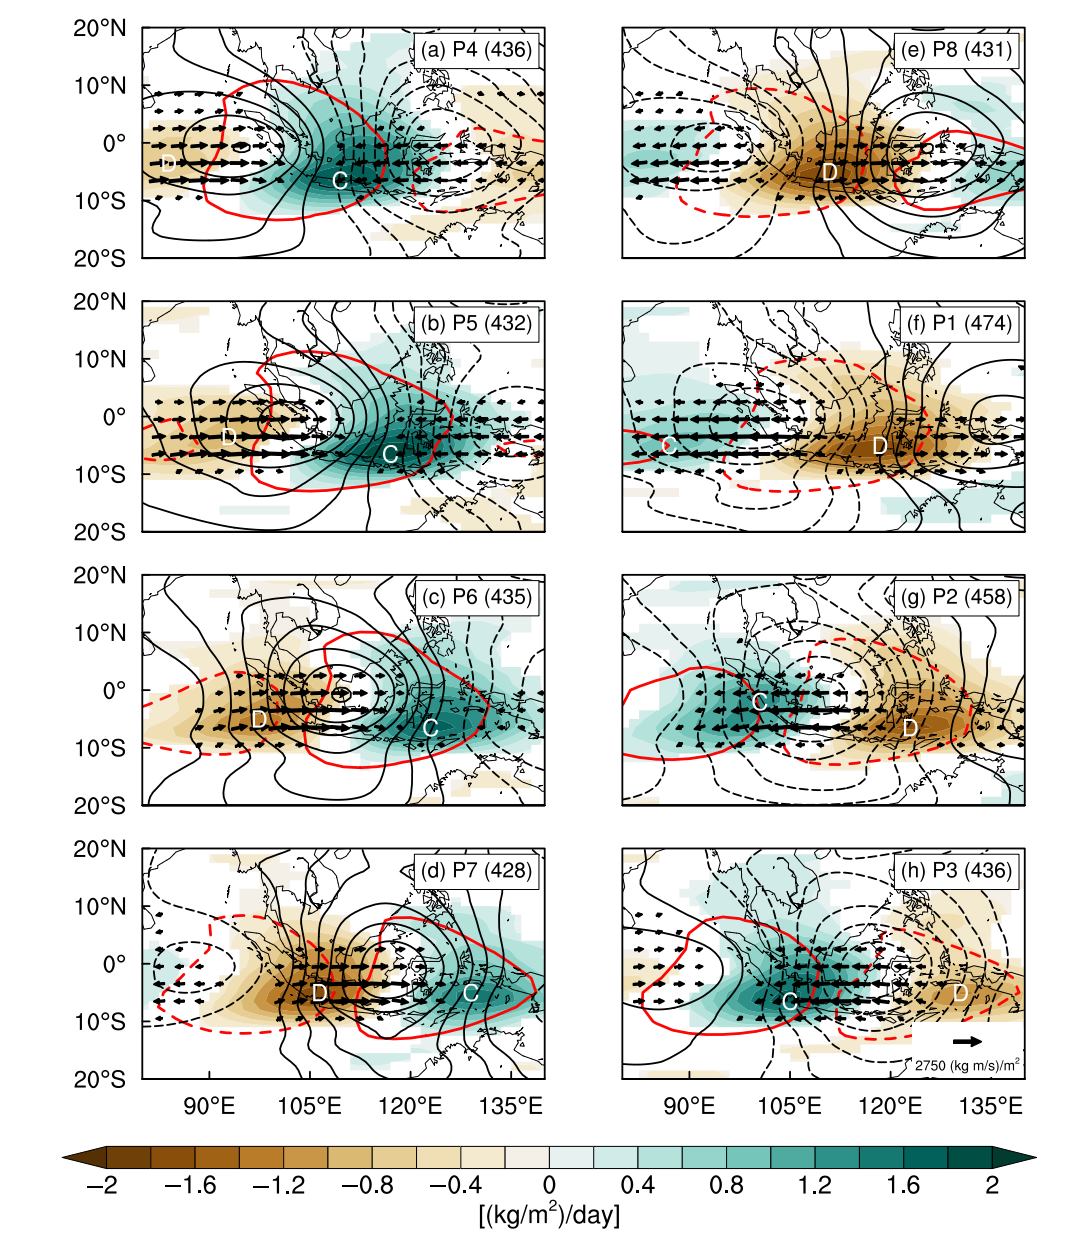 20°N
(a) P4 (436)
(e) P8 (431)
10°N
0°
D
C
D
10°S
20°S
20°N
(b) P5 (432)
(f) P1 (474)
10°N
0°
D
C
C
D
10°S
20°S
20°N
(c) P6 (435)
(g) P2 (458)
10°N
0°
D
C
C
D
10°S
20°S
20°N
(d) P7 (428)
(h) P3 (436)
10°N
0°
D
C
C
D
10°S
2750 (kg m/s)/m²
20°S
90°E 105°E 120°E 135°E 90°E 105°E 120°E 135°E
−2 −1.6 −1.2 −0.8 −0.4 0 0.4 0.8 1.2 1.6 2
[(kg/m²)/day]